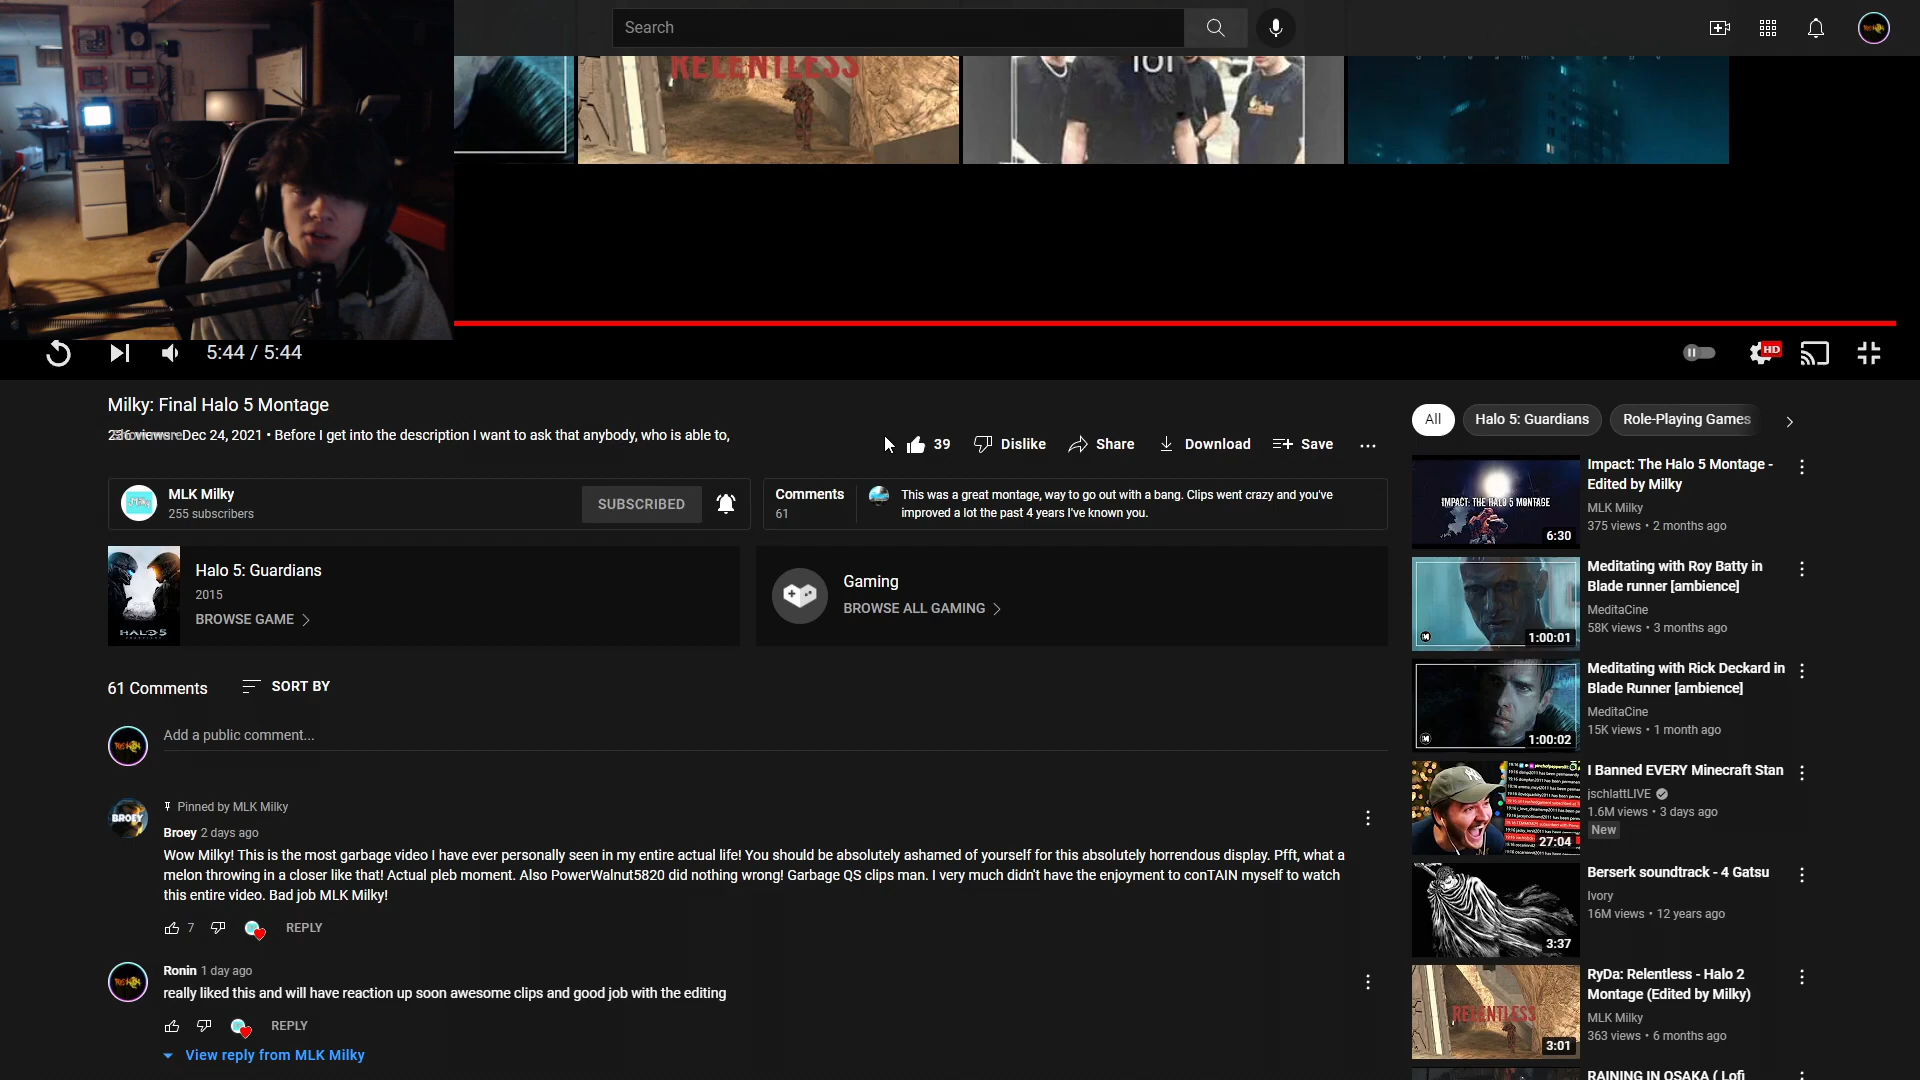 Search
RELENTLESS
lol
5:44 / 5:44
HD
Milky: Final Halo 5 Montage
Dec 24, 2021 • Before I get into the description I want to ask that anybody, who is able to,
39
Dislike
Share
Download
Save
MLK Milky
255 subscribers
SUBSCRIBED
Comments
61
This was a great montage, way to go out with a bang. Clips went crazy and you've
improved a lot the past 4 years I've known you.
HALO 5
Halo 5: Guardians
2015
BROWSE GAME
Gaming
BROWSE ALL GAMING
61 Comments
SORT BY
Add a public comment...
Pinned by MLK Milky
BROEY
Broey 2 days ago
Wow Milky! This is the most garbage video I have ever personally seen in my entire actual life! You should be absolutely ashamed of yourself for this absolutely horrendous display. Pfft, what a
melon throwing in a closer like that! Actual pleb moment. Also PowerWalnut5820 did nothing wrong! Garbage QS clips man. I very much didn't have the enjoyment to conTAIN myself to watch
this entire video. Bad job MLK Milky!
7
REPLY
Ronin 1 day ago
really liked this and will have reaction up soon awesome clips and good job with the editing
REPLY
View reply from MLK Milky
All
Halo 5: Guardians
Role-Playing Games
IMPACT: THE HALO 5 MONTAGE
6:30
Impact: The Halo 5 Montage -
Edited by Milky
MLK Milky
375 views • 2 months ago
1:00:01
Meditating with Roy Batty in
Blade runner [ambience]
MeditaCine
58K views • 3 months ago
1:00:02
Meditating with Rick Deckard in
Blade Runner [ambience]
MeditaCine
15K views • 1 month ago
27:04
I Banned EVERY Minecraft Stan
jschlattLIVE
1.6M views • 3 days ago
New
3:37
Berserk soundtrack - 4 Gatsu
Ivory
16M views • 12 years ago
RELENTLESS
3:01
RyDa: Relentless - Halo 2
Montage (Edited by Milky)
MLK Milky
363 views • 6 months ago
RAINING IN OSAKA ( Lofi